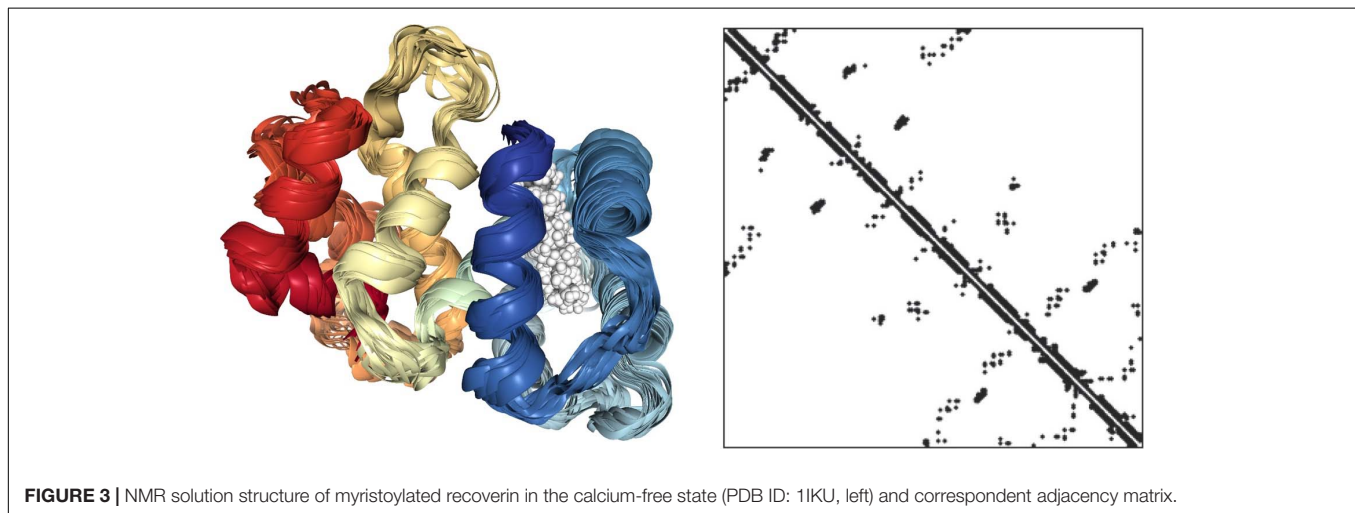 FIGURE 3 | NMR solution structure of myristoylated recoverin in the calcium-free state (PDB ID: 1IKU, left) and correspondent adjacency matrix.